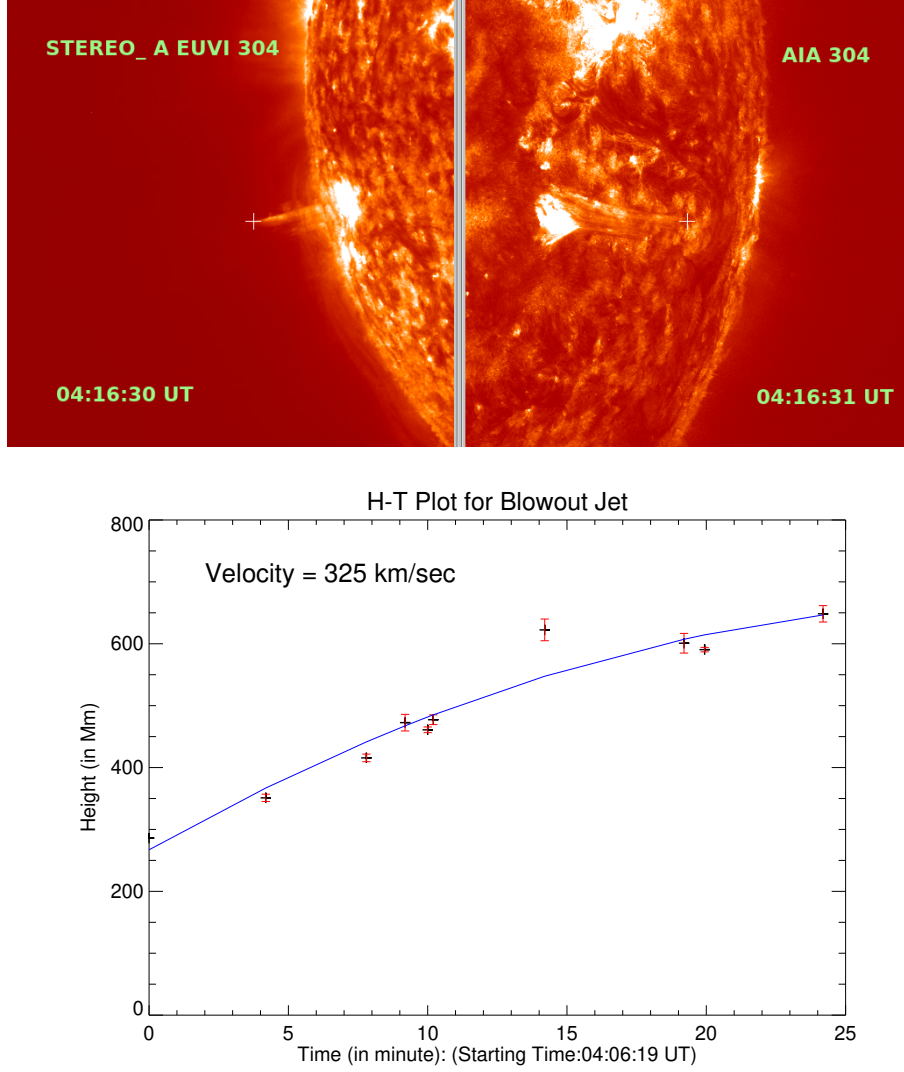 STEREO_ A EUVI 304
AIA 304
04:16:30 UT
04:16:31 UT
H-T Plot for Blowout Jet
Velocity = 325 km/sec
Height (in Mm)
800
600
400
200
0
0 5 10 15 20 25
Time (in minute): (Starting Time:04:06:19 UT)